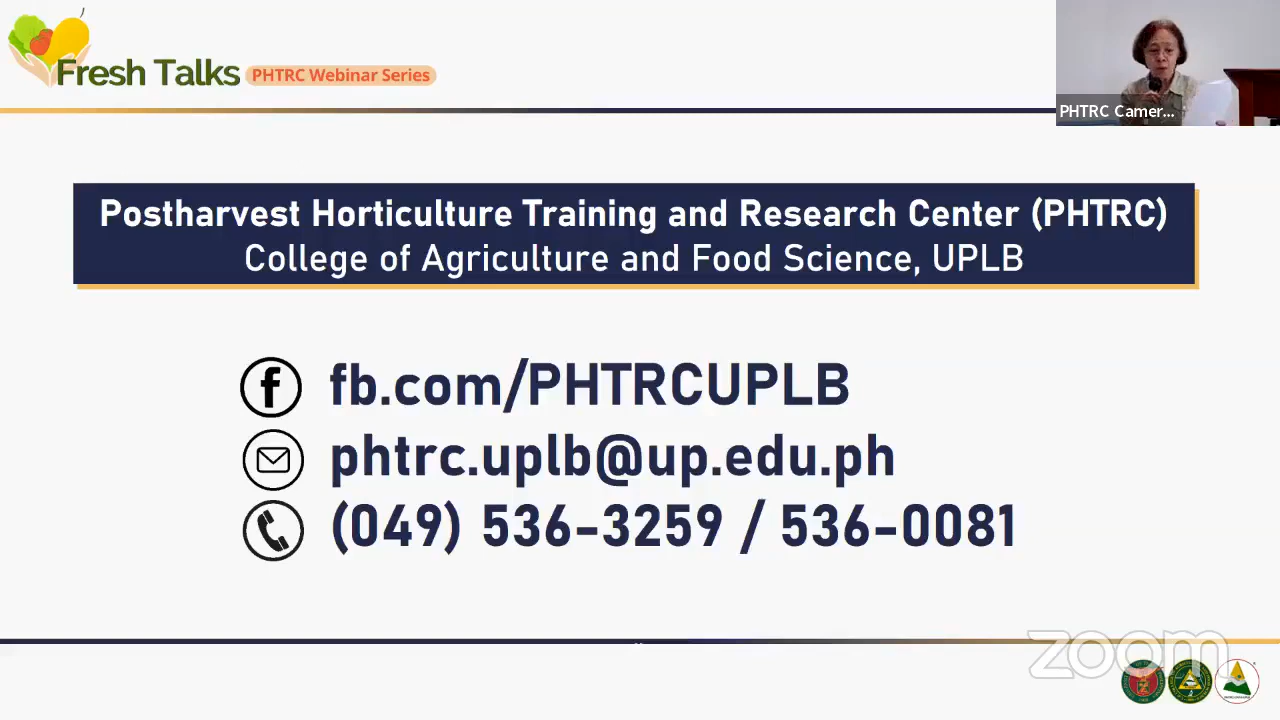 Fresh Talks PHTRC Webinar Series
PHTRC Camer...
Postharvest Horticulture Training and Research Center (PHTRC)
College of Agriculture and Food Science, UPLB
fb.com/PHTRCUPLB
phtrc.uplb@up.edu.ph
(049) 536-3259 / 536-0081
zoom